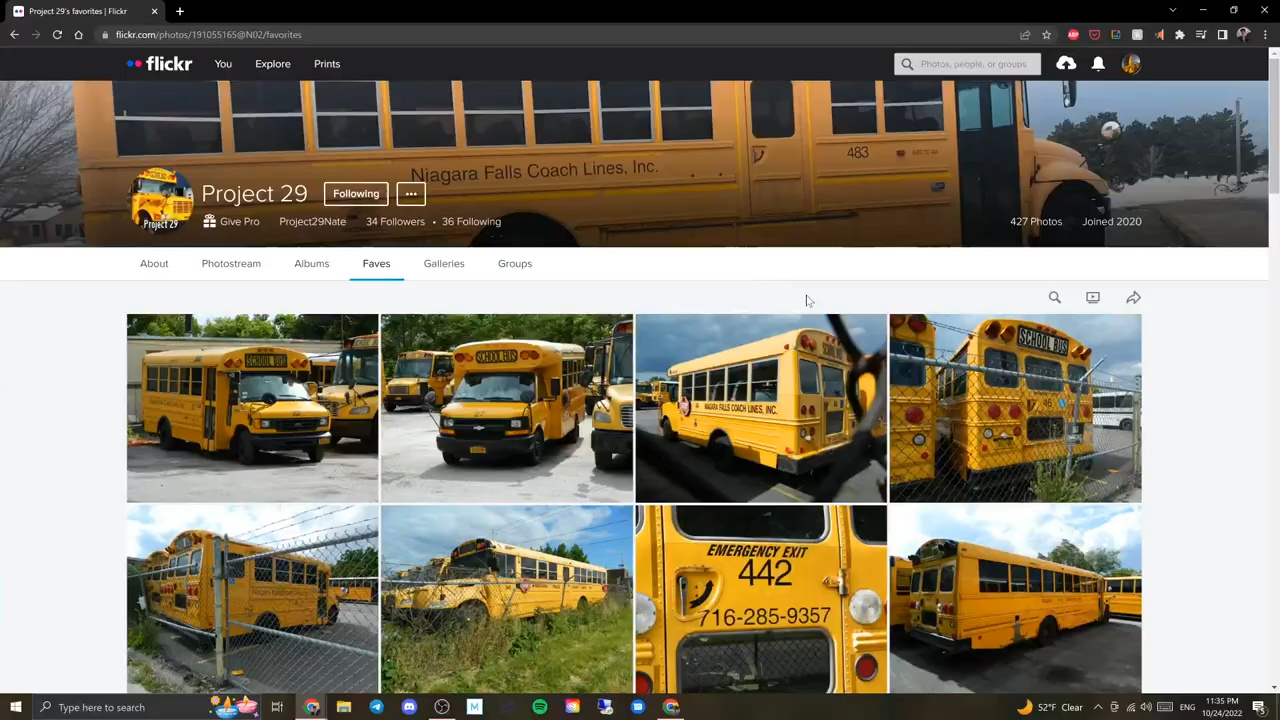 Project 29's favorites | Flickr
flickr.com/photos/191055165@N02/favorites
flickr
You
Explore
Prints
Photos, people, or groups
Niagara Falls Coach Lines, Inc.
483
Project 29
Project 29
Following
Give Pro
Project29Nate
34 Followers • 36 Following
427 Photos
Joined 2020
About
Photostream
Albums
Faves
Galleries
Groups
SCHOOL BUS
SCHOOL BUS
NIAGARA FALLS COACH LINES, INC.
SCHOOL BUS
EMERGENCY EXIT
442
716-285-9357
Type here to search
52°F Clear
11:35 PM
10/24/2022